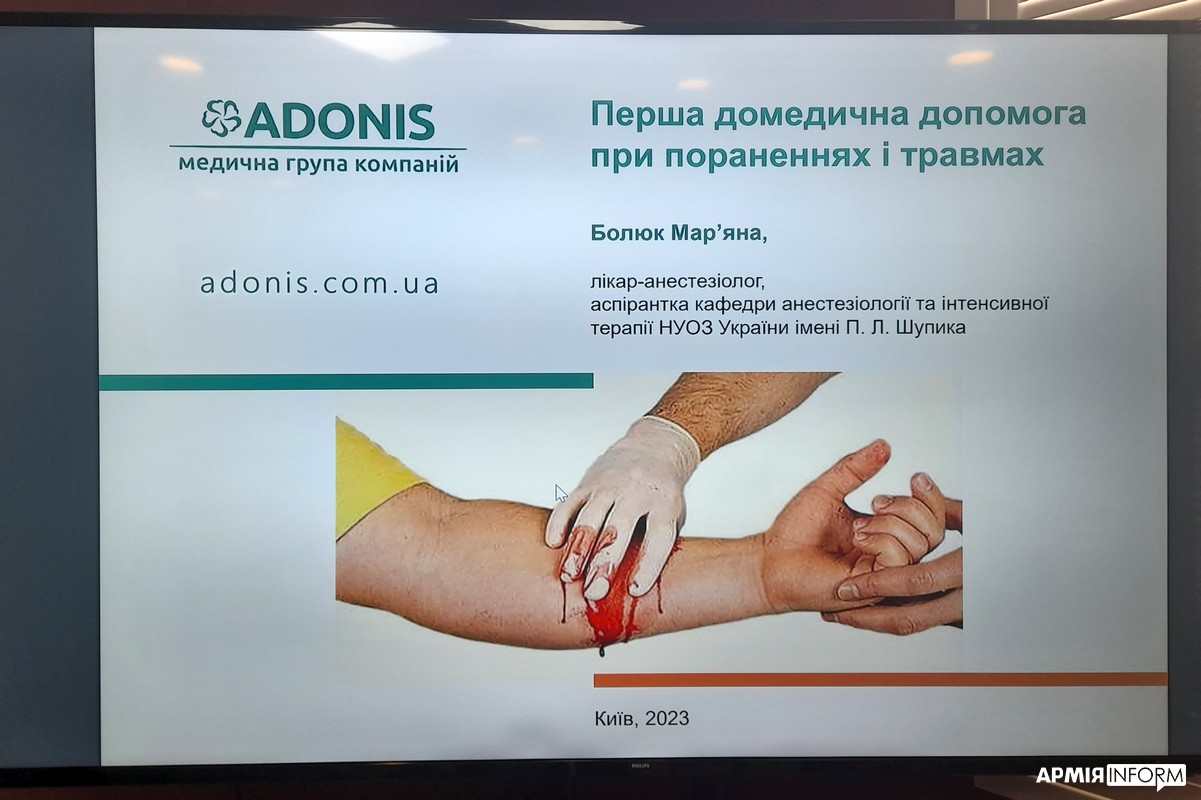 ADONIS
медична група компаній
adonis.com.ua
Перша домедична допомога
при пораненнях і травмах
Болюк Мар’яна,
лікар-анестезіолог,
аспірантка кафедри анестезіології та інтенсивної
терапії НУОЗ України імені П. Л. Шупика
Київ, 2023
PHILIPS
АРМІЯINFORM